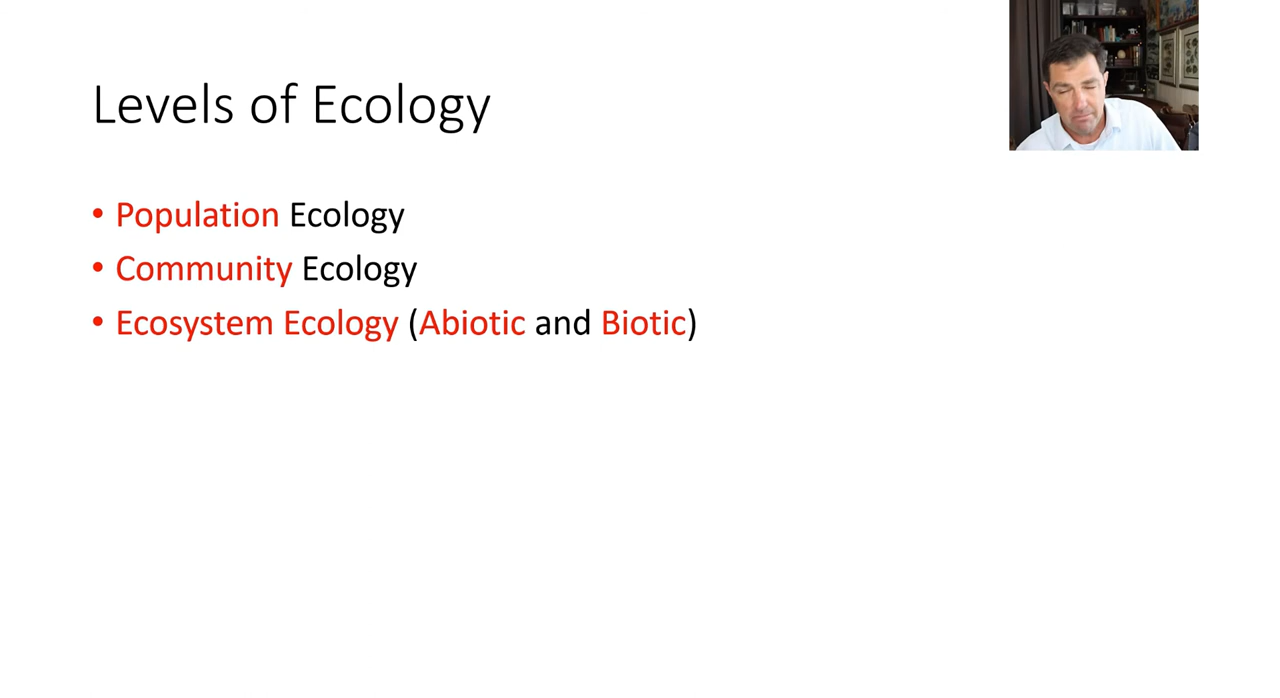 Levels of Ecology
• Population Ecology
• Community Ecology
• Ecosystem Ecology (Abiotic and Biotic)